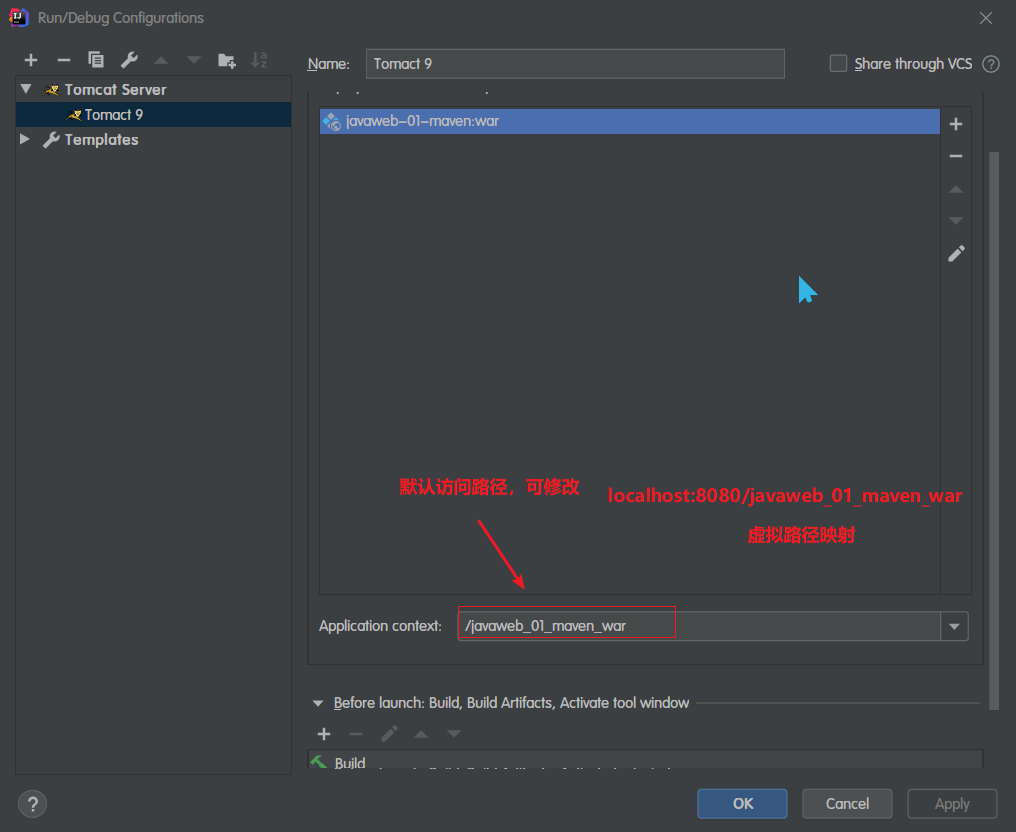 Run/Debug Configurations
Name:
Tomact 9
Share through VCS
?
Tomcat Server
Tomact 9
Templates
javaweb-01-maven:war
默认访问路径，可修改
localhost:8080/javaweb_01_maven_war
虚拟路径映射
Application context:
/javaweb_01_maven_war
Before launch: Build, Build Artifacts, Activate tool window
Build
?
OK
Cancel
Apply